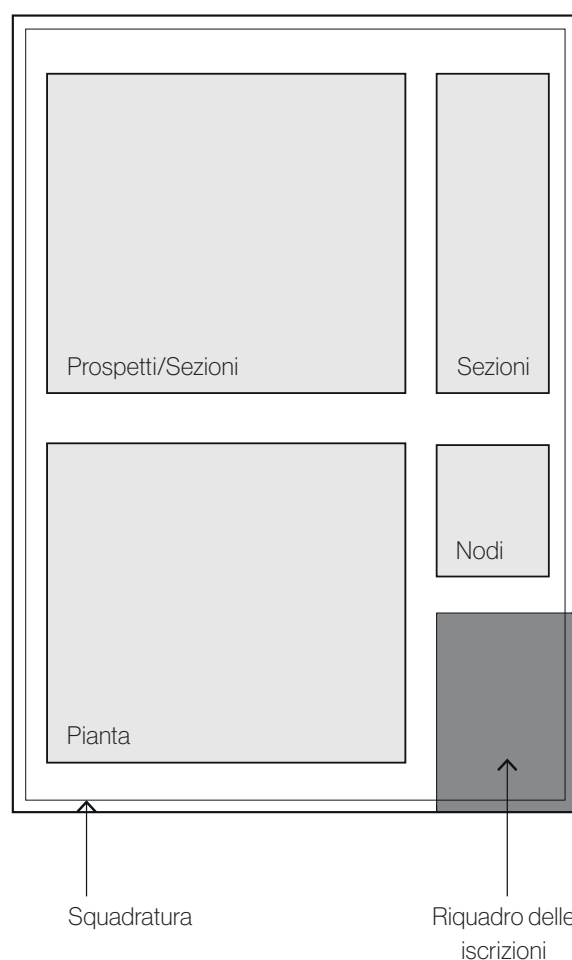 Prospetti/Sezioni
Sezioni
Nodi
Pianta
Squadratura
Riquadro delle
iscrizioni